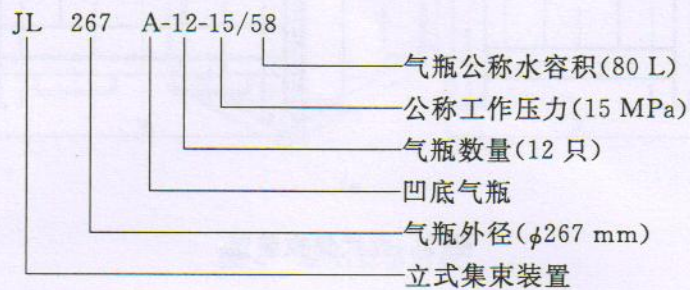 JL 267 A-12-15/58
气瓶公称水容积(80 L)
公称工作压力(15 MPa)
气瓶数量(12 只)
凹底气瓶
气瓶外径(ϕ267 mm)
立式集束装置